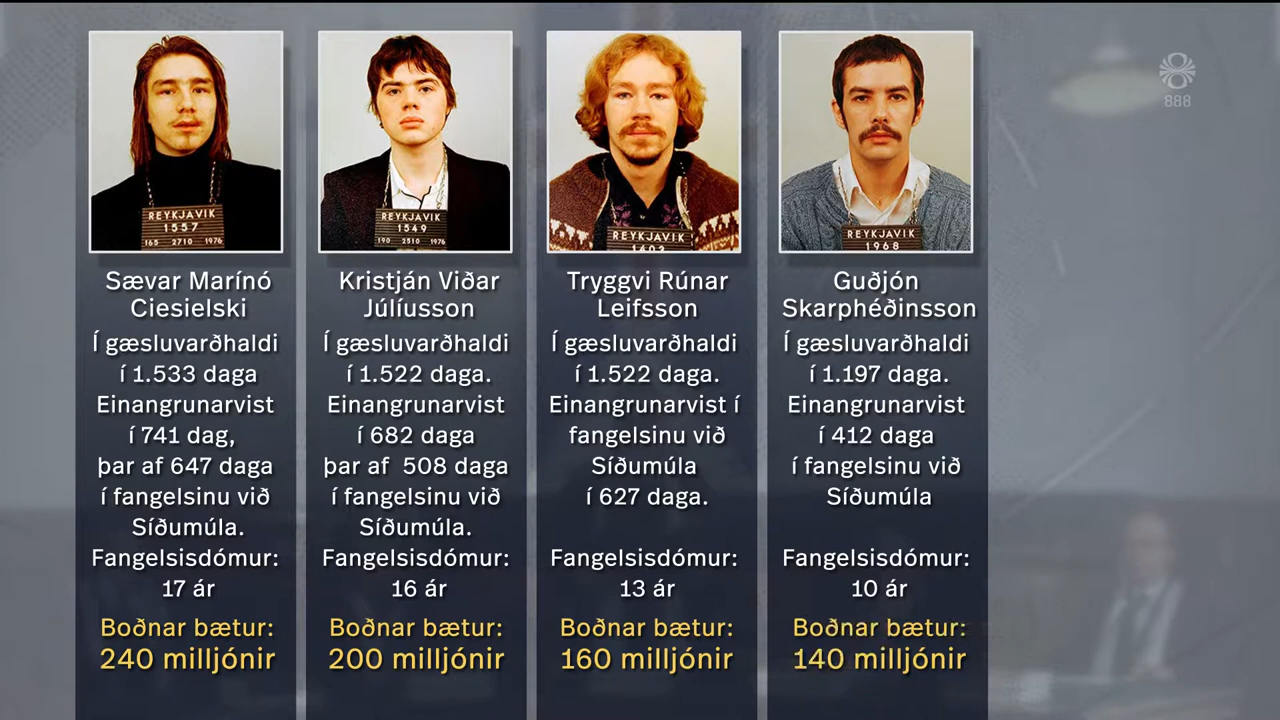 REYKJAVIK
1557
165 2710 1976
Sævar Marínó
Ciesielski
Í gæsluvarðhaldi
í 1.533 daga
Einangrunarvist
í 741 dag,
þar af 647 daga
í fangelsinu við
Síðumúla.
Fangelsisdómur:
17 ár
Boðnar bætur:
240 milljónir
REYKJAVIK
1549
190 2510 1976
Kristján Viðar
Júlíusson
Í gæsluvarðhaldi
í 1.522 daga.
Einangrunarvist
í 682 daga
þar af 508 daga
í fangelsinu við
Síðumúla.
Fangelsisdómur:
16 ár
Boðnar bætur:
200 milljónir
REYKJAVIK
Tryggvi Rúnar
Leifsson
Í gæsluvarðhaldi
í 1.522 daga.
Einangrunarvist í
fangelsinu við
Síðumúla
í 627 daga.
Fangelsisdómur:
13 ár
Boðnar bætur:
160 milljónir
REYKJAVIK
1968
Guðjón
Skarphéðinsson
Í gæsluvarðhaldi
í 1.197 daga.
Einangrunarvist
í 412 daga
í fangelsinu við
Síðumúla
Fangelsisdómur:
10 ár
Boðnar bætur:
140 milljónir
888